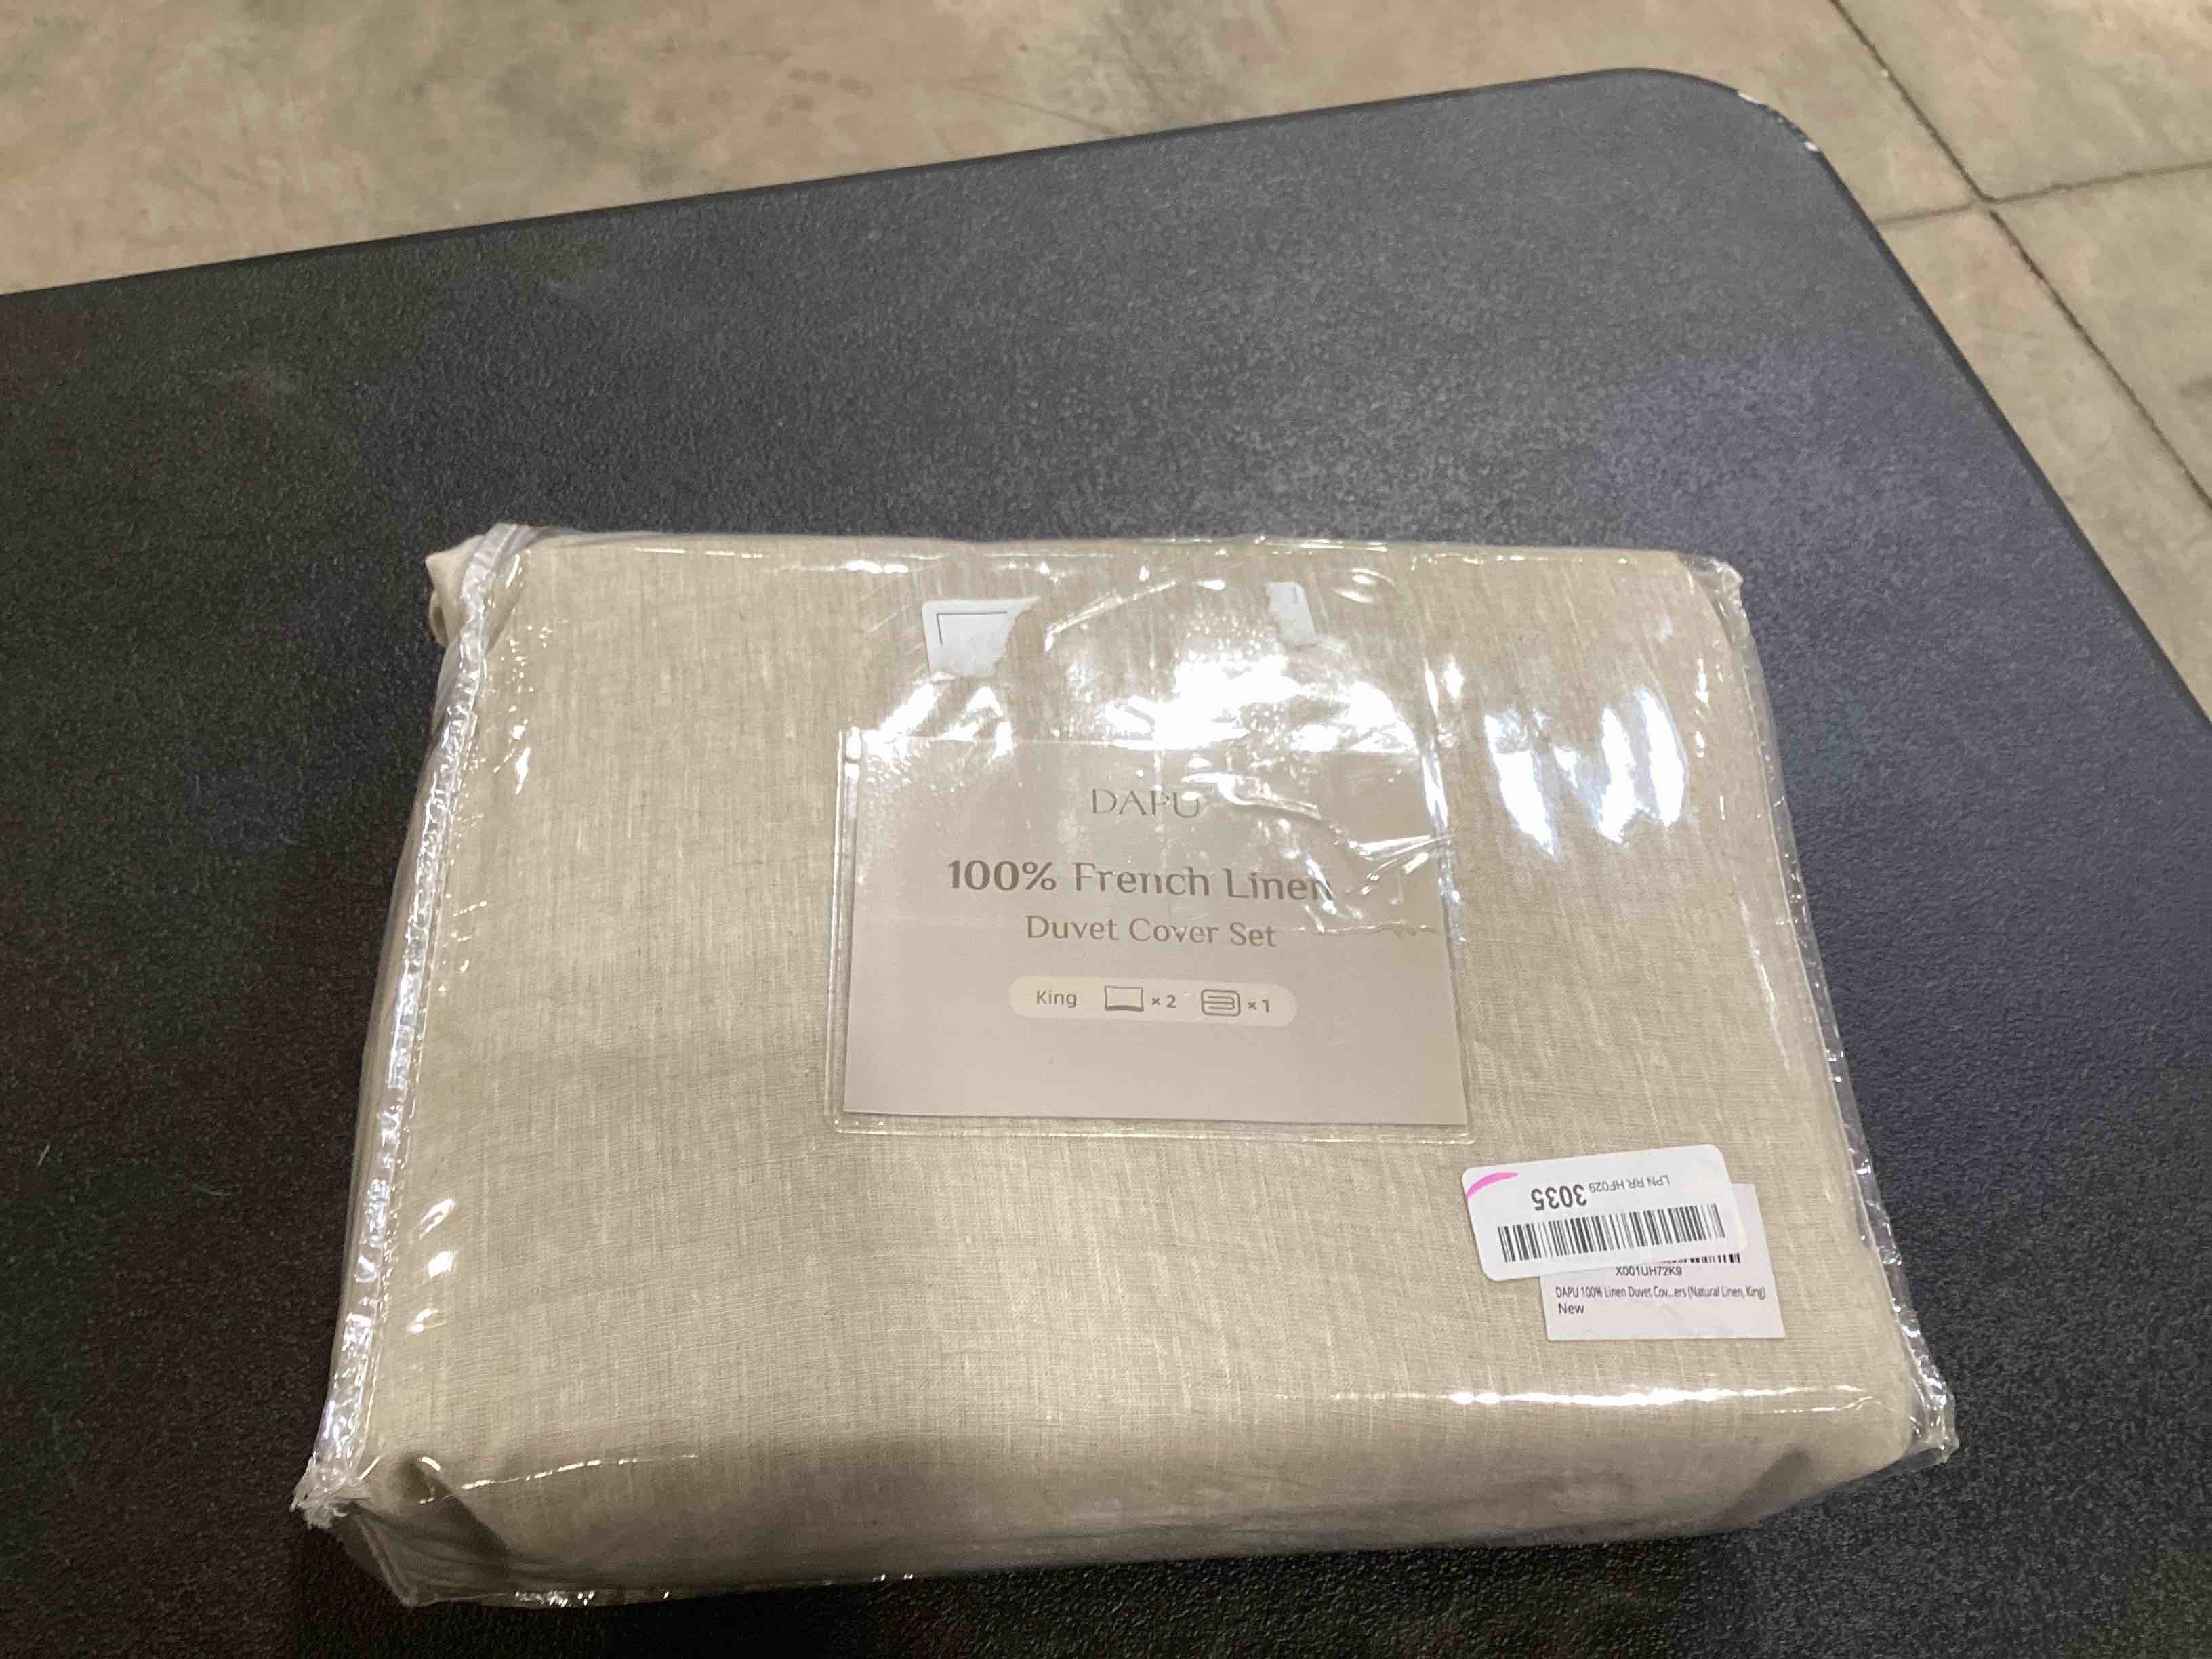 DAPU
100% French Linen
Duvet Cover Set
King × 2 × 1
LPN RR HF029 3035
X001UH72K9
DAPU 100% Linen Duvet Cov...ers (Natural Linen, King)
New